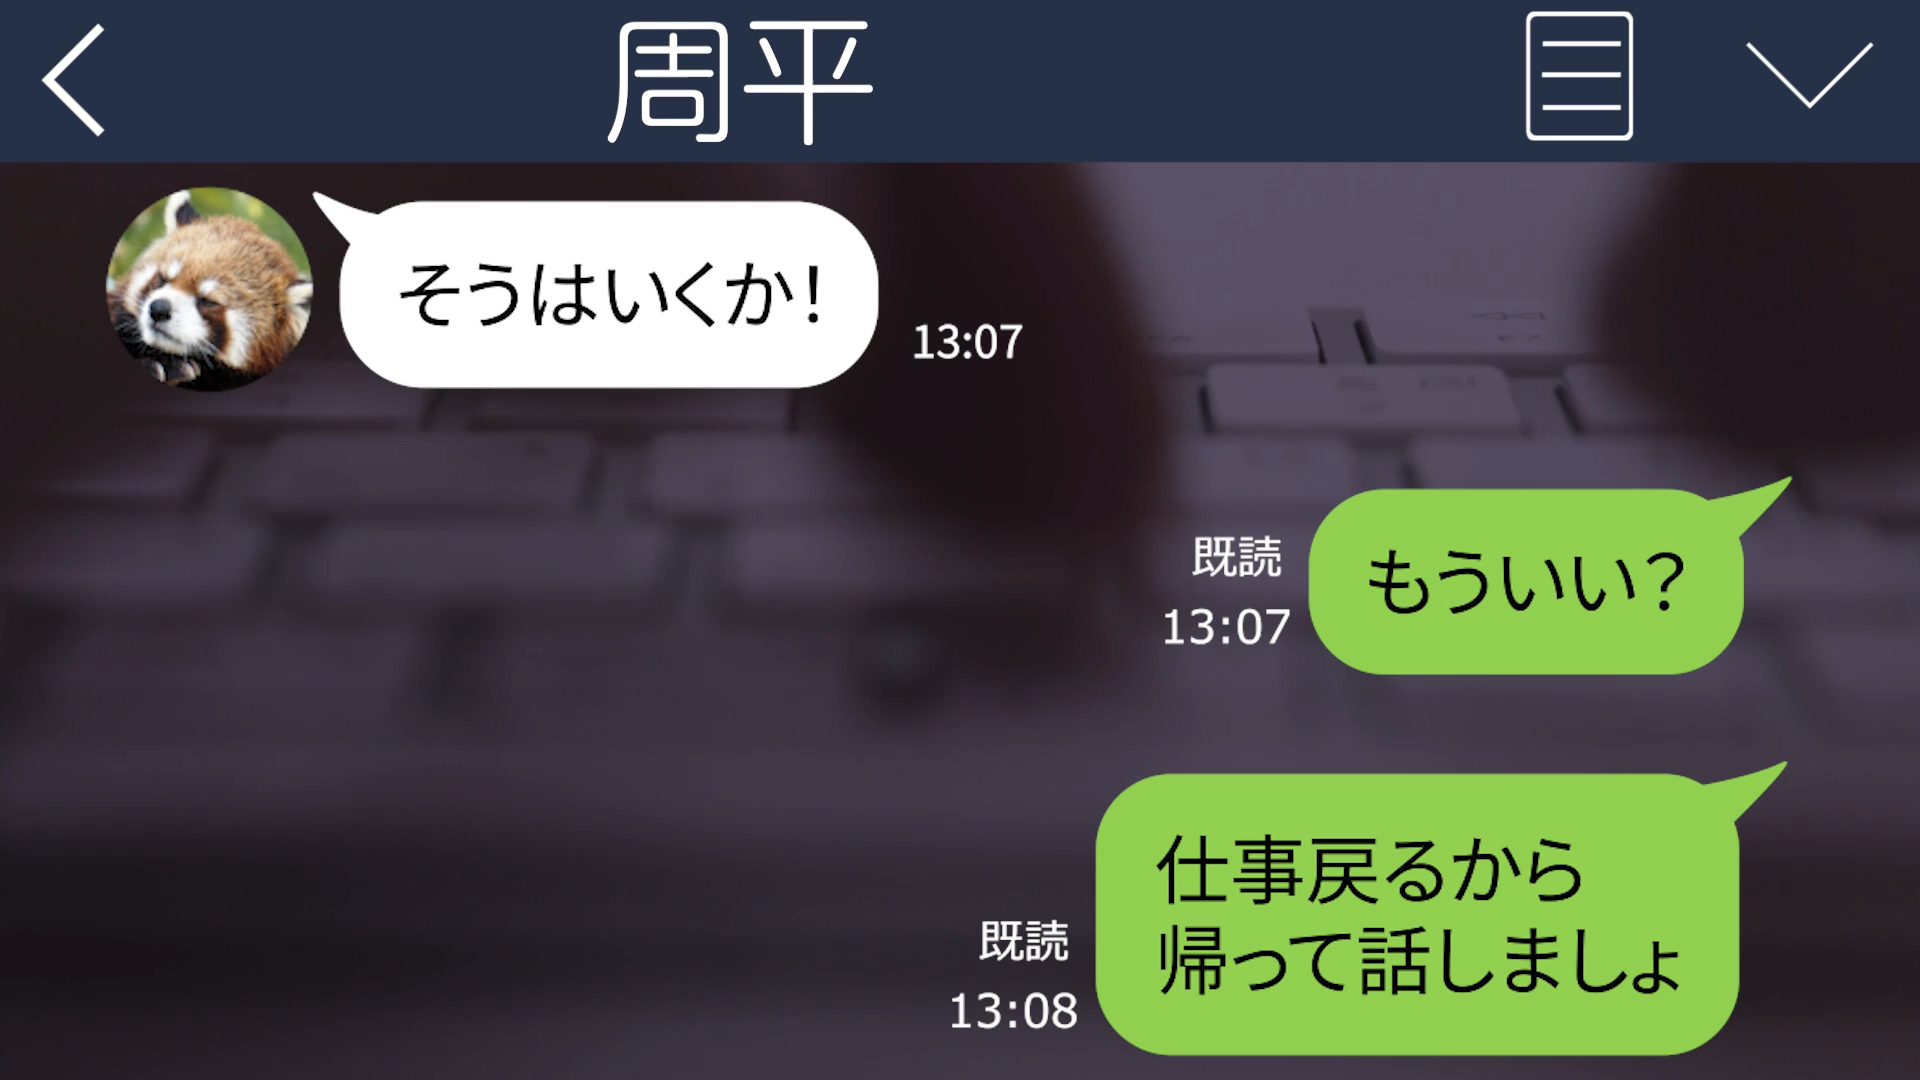 周平
そうはいくか!
13:07
既読
13:07
もういい?
仕事戻るから
帰って話しましょ
既読
13:08